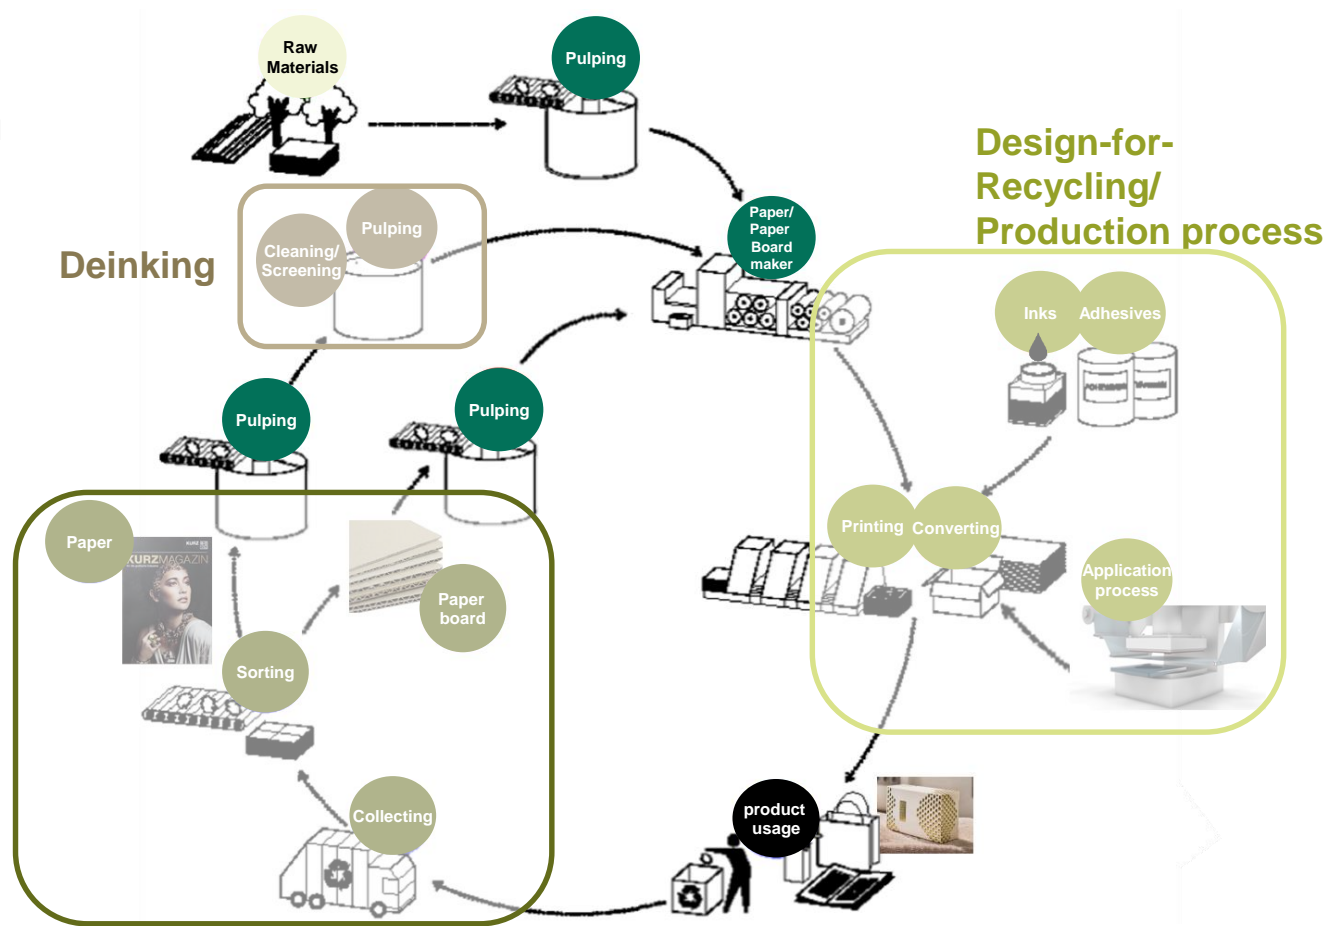 Raw
Materials
Pulping
Design-for-
Recycling/
Production process
Paper/
Paper
Board
maker
Pulping
Cleaning/
Screening
Deinking
Inks
Adhesives
Pulping
Pulping
Printing
Converting
Paper
KURZ
KURZMAGAZIN
Application
process
Paper
board
Sorting
Collecting
product
usage